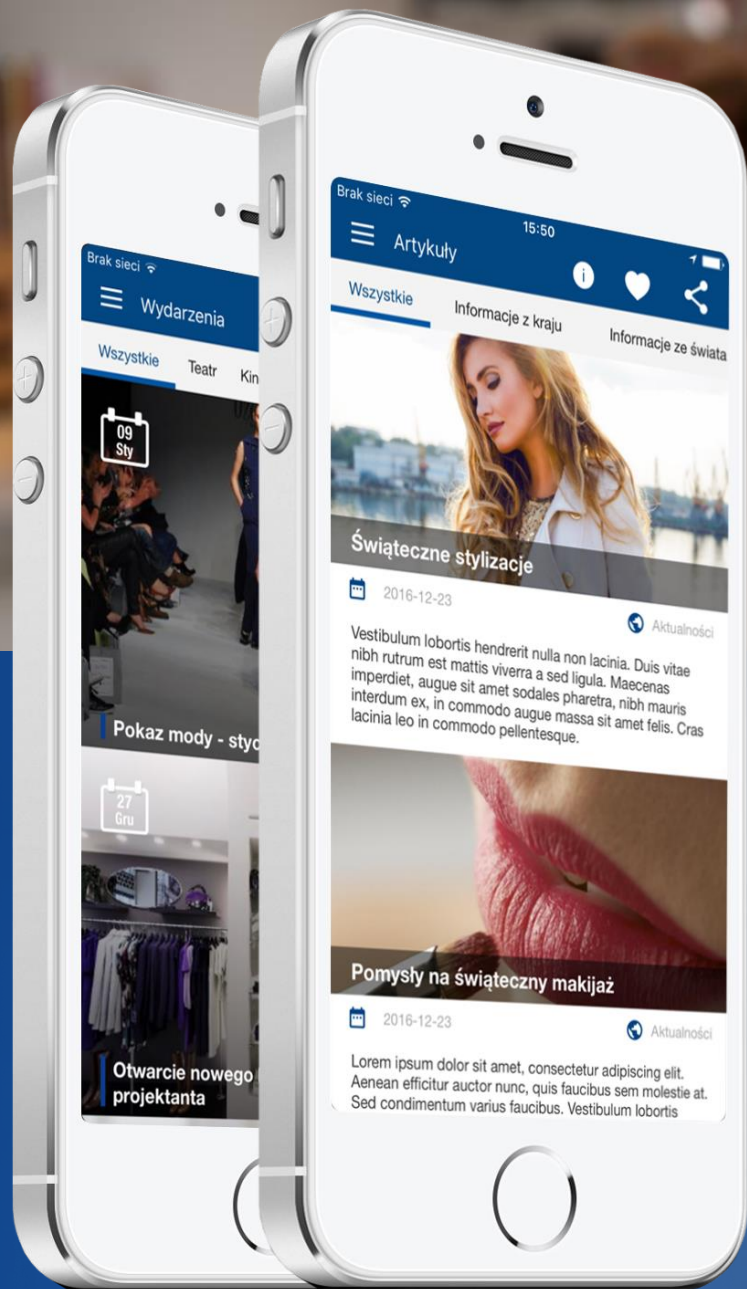 Brak sieci
Wydarzenia
Wszystkie
Teatr
09
Sty
Pokaz mody -
27
Gru
Otwarcie nowego
projektanta
Brak sieci
15:50
Artykuły
Wszystkie
Informacje z kraju
Informacje ze świata
Świąteczne stylizacje
2016-12-23
Aktualności
Vestibulum lobortis hendrerit nulla non lacinia. Duis vitae
nibh rutrum est mattis viverra a sed ligula. Maecenas
imperdiet, augue sit amet sodales pharetra, nibh mauris
interdum ex, in commodo augue massa sit amet felis. Cras
lacinia leo in commodo pellentesque.
Pomysły na świąteczny makijaż
2016-12-23
Aktualności
Lorem ipsum dolor sit amet, consectetur adipiscing elit.
Aenean efficitur auctor nunc, quis faucibus sem molestie at.
Sed condimentum varius faucibus. Vestibulum lobortis